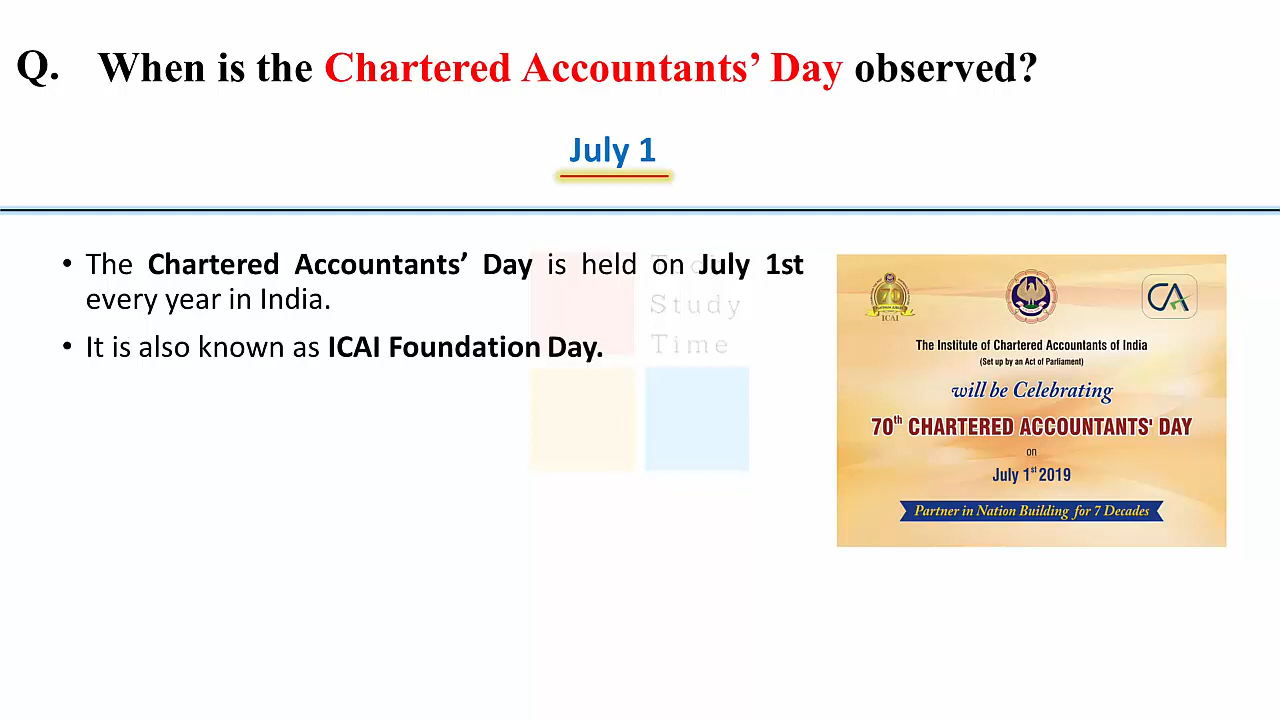 Q. When is the Chartered Accountants’ Day observed?
July 1
• The Chartered Accountants’ Day is held on July 1st
every year in India.
• It is also known as ICAI Foundation Day.
Study
Time
70
ICAI
CA
The Institute of Chartered Accountants of India
(Set up by an Act of Parliament)
will be Celebrating
70th CHARTERED ACCOUNTANTS' DAY
on
July 1st 2019
Partner in Nation Building for 7 Decades